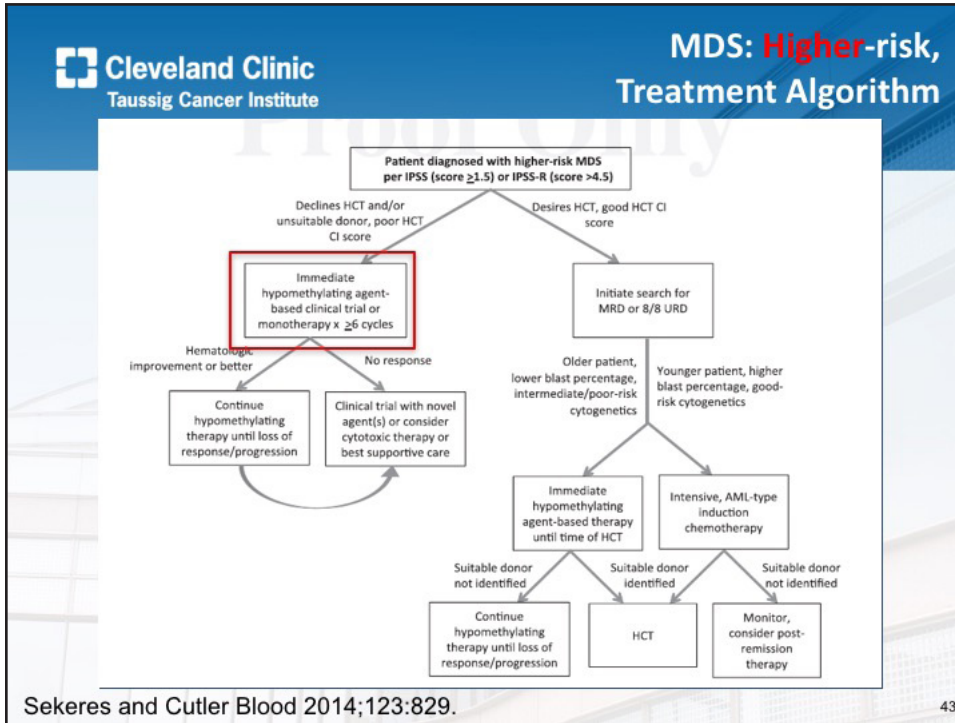 Cleveland Clinic
Taussig Cancer Institute
MDS: Higher-risk,
Treatment Algorithm
Proof Only
Patient diagnosed with higher-risk MDS
per IPSS (score ≥1.5) or IPSS-R (score >4.5)
Declines HCT and/or
unsuitable donor, poor HCT
CI score
Desires HCT, good HCT CI
score
Immediate
hypomethylating agent-
based clinical trial or
monotherapy x ≥6 cycles
Initiate search for
MRD or 8/8 URD
Hematologic
improvement or better
No response
Older patient,
lower blast percentage,
intermediate/poor-risk
cytogenetics
Younger patient, higher
blast percentage, good-
risk cytogenetics
Continue
hypomethylating
therapy until loss of
response/progression
Clinical trial with novel
agent(s) or consider
cytotoxic therapy or
best supportive care
Immediate
hypomethylating
agent-based therapy
until time of HCT
Intensive, AML-type
induction
chemotherapy
Suitable donor
not identified
Suitable donor
identified
Suitable donor
not identified
Continue
hypomethylating
therapy until loss of
response/progression
HCT
Monitor,
consider post-
remission
therapy
Sekeres and Cutler Blood 2014;123:829.
43